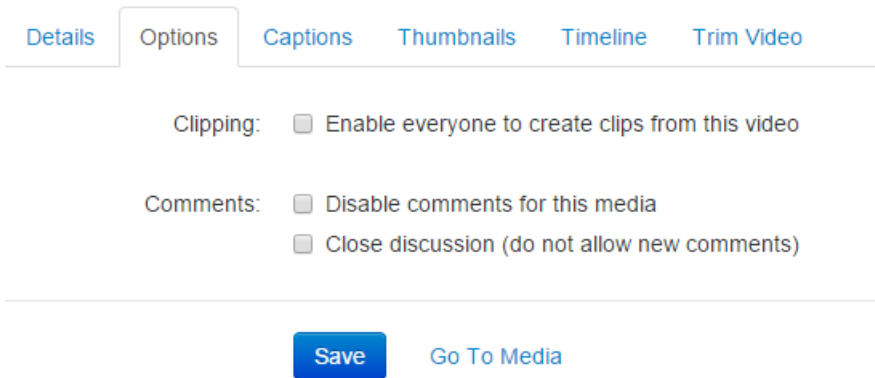 Details Options Captions Thumbnails Timeline Trim Video
Clipping: Enable everyone to create clips from this video
Comments: Disable comments for this media
Close discussion (do not allow new comments)
Save Go To Media